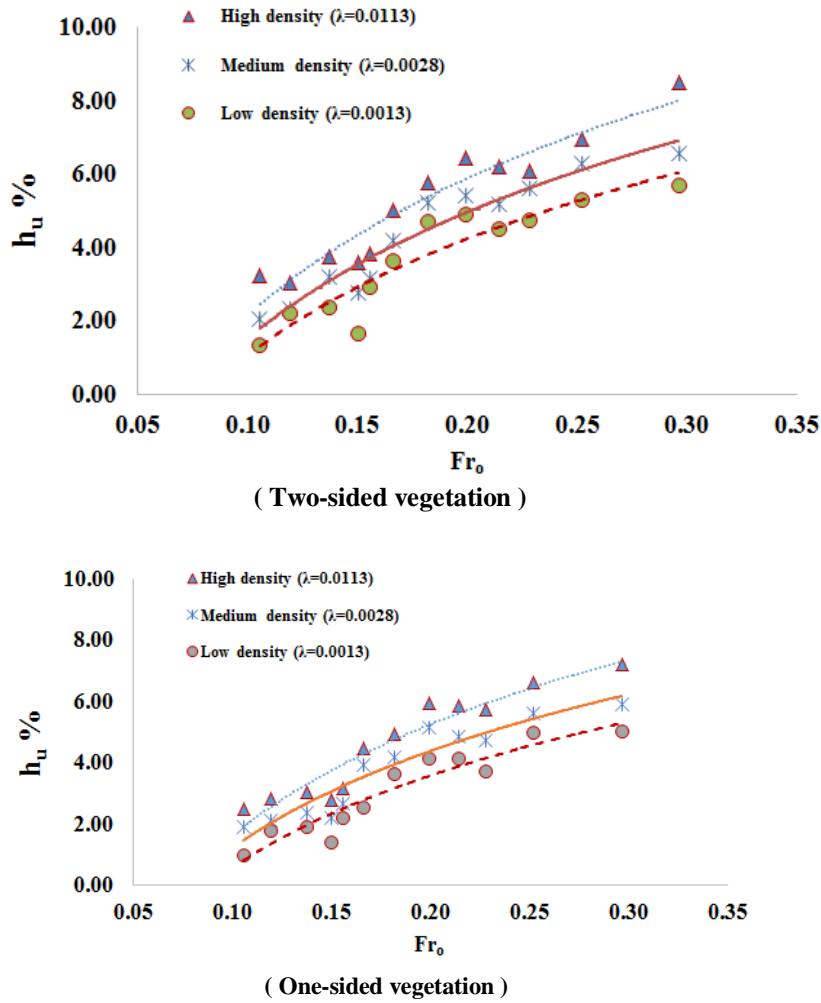 High density (λ=0.0113)
Medium density (λ=0.0028)
Low density (λ=0.0013)
10.00
8.00
6.00
4.00
2.00
0.00
hu %
0.05 0.10 0.15 0.20 0.25 0.30 0.35
Fro
( Two-sided vegetation )
High density (λ=0.0113)
Medium density (λ=0.0028)
Low density (λ=0.0013)
10.00
8.00
6.00
4.00
2.00
0.00
hu %
0.05 0.10 0.15 0.20 0.25 0.30 0.35
Fro
( One-sided vegetation )